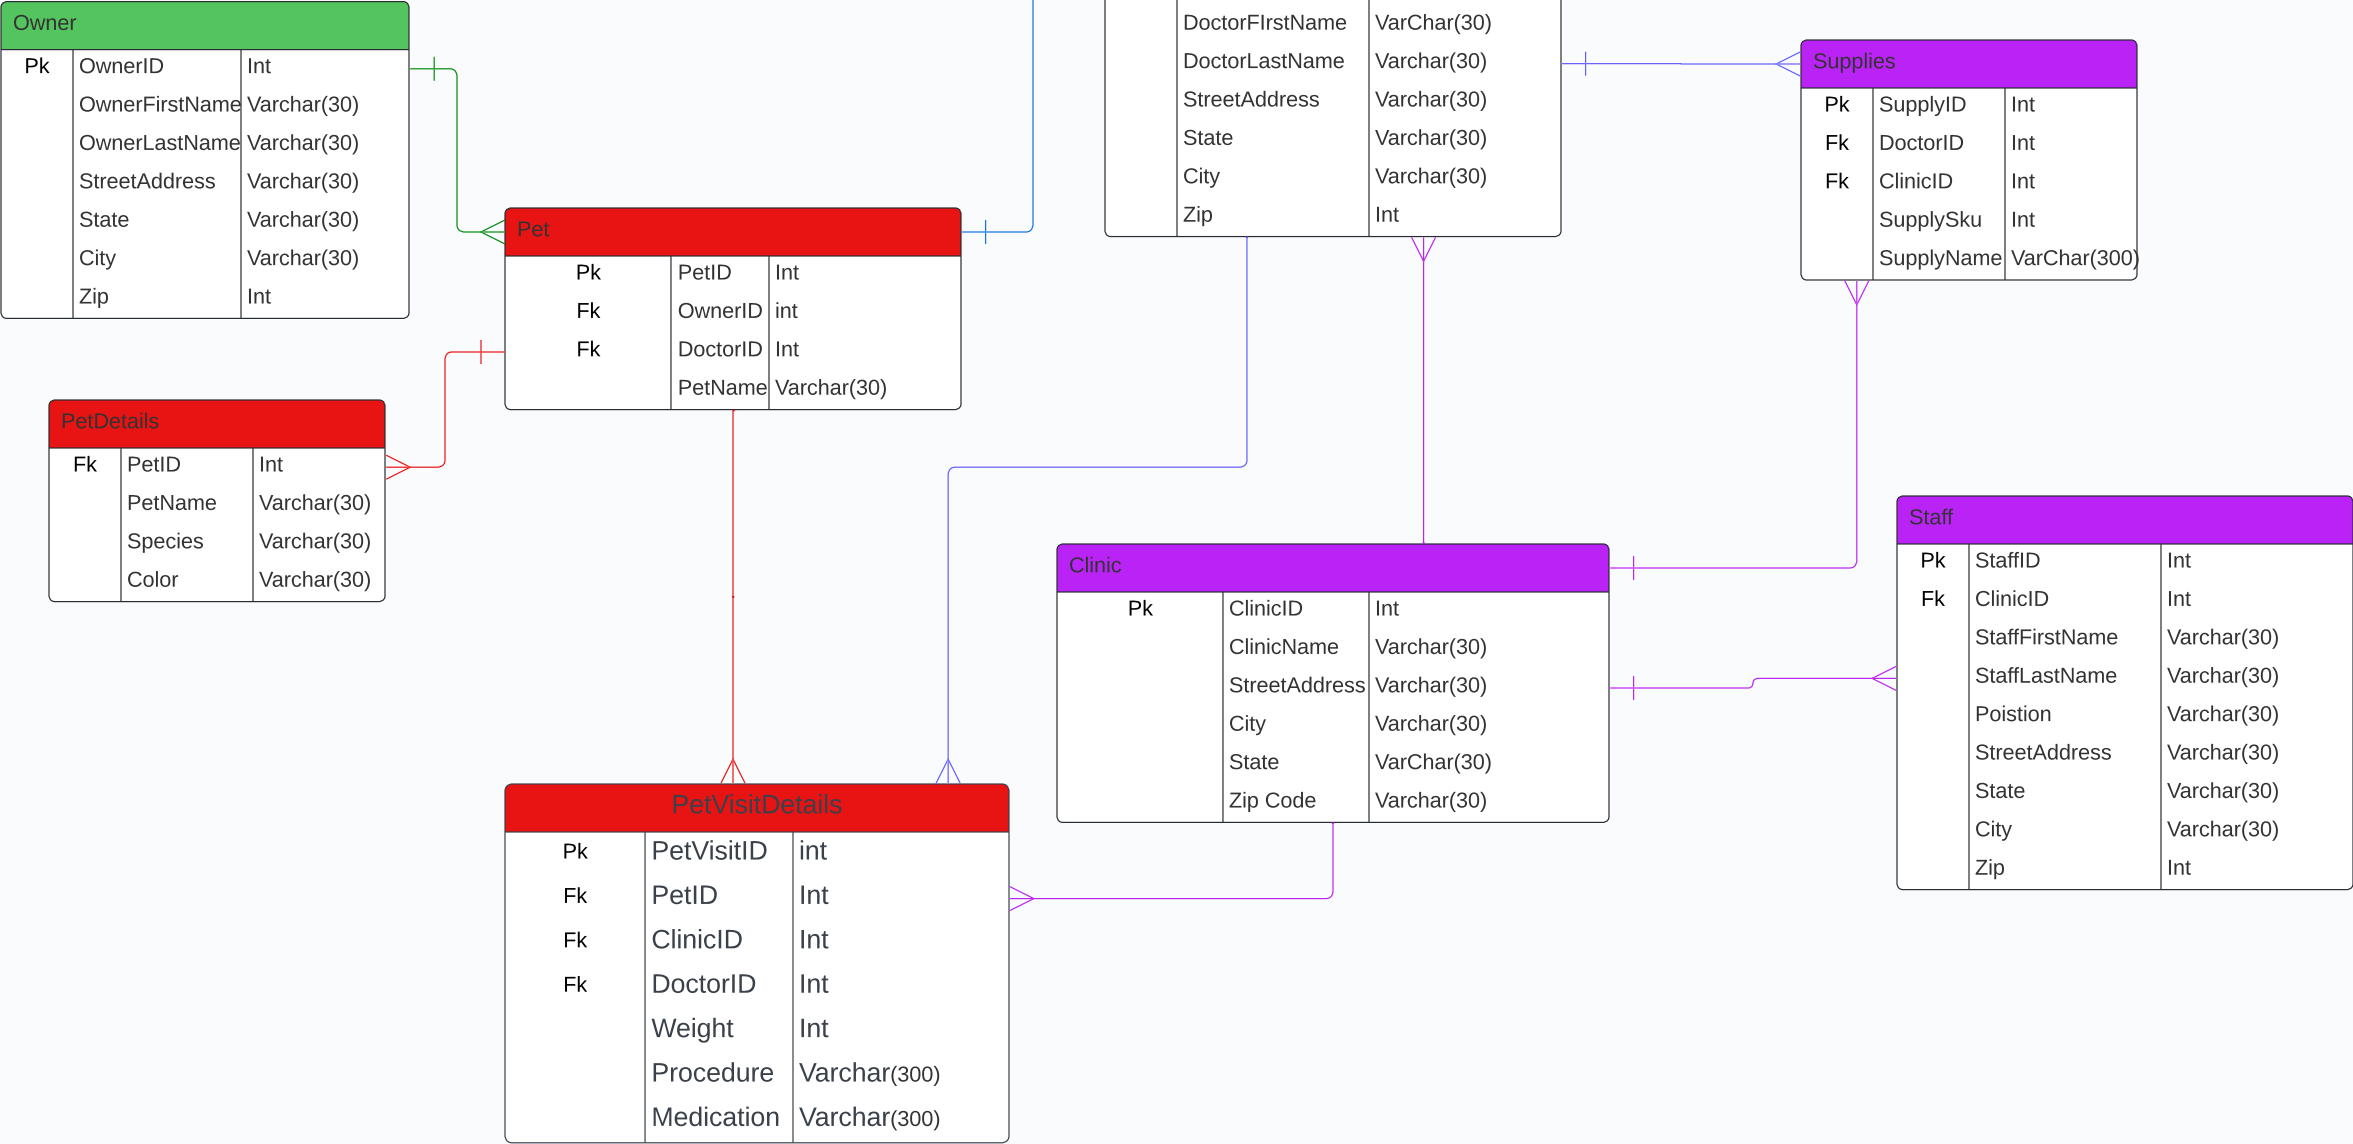 Owner
Pk OwnerID Int
OwnerFirstName Varchar(30)
OwnerLastName Varchar(30)
StreetAddress Varchar(30)
State Varchar(30)
City Varchar(30)
Zip Int
DoctorFIrstName VarChar(30)
DoctorLastName Varchar(30)
StreetAddress Varchar(30)
State Varchar(30)
City Varchar(30)
Zip Int
Supplies
Pk SupplyID Int
Fk DoctorID Int
Fk ClinicID Int
SupplySku Int
SupplyName VarChar(300)
Pet
Pk PetID Int
Fk OwnerID int
Fk DoctorID Int
PetName Varchar(30)
PetDetails
Fk PetID Int
PetName Varchar(30)
Species Varchar(30)
Color Varchar(30)
Clinic
Pk ClinicID Int
ClinicName Varchar(30)
StreetAddress Varchar(30)
City Varchar(30)
State VarChar(30)
Zip Code Varchar(30)
Staff
Pk StaffID Int
Fk ClinicID Int
StaffFirstName Varchar(30)
StaffLastName Varchar(30)
Poistion Varchar(30)
StreetAddress Varchar(30)
State Varchar(30)
City Varchar(30)
Zip Int
PetVisitDetails
Pk PetVisitID int
Fk PetID Int
Fk ClinicID Int
Fk DoctorID Int
Weight Int
Procedure Varchar(300)
Medication Varchar(300)